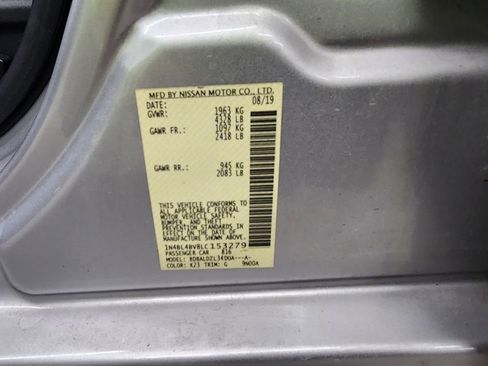 MFD BY NISSAN MOTOR CO., LTD.
DATE: 08/19
GVWR: 1963 KG
4328 LB
GAWR FR.: 1097 KG
2418 LB
GAWR RR.: 945 KG
2083 LB
THIS VEHICLE CONFORMS TO
ALL APPLICABLE FEDERAL
MOTOR VEHICLE SAFETY,
BUMPER, AND THEFT
PREVENTION STANDARDS
IN EFFECT ON THE DATE OF
MANUFACTURE SHOWN ABOVE.
1N4BL4BV8LC153279
PASSENGER CAR 816
MODEL: BDBALDZL34D0A---A-
COLOR: K23 TRIM: G 9N00A